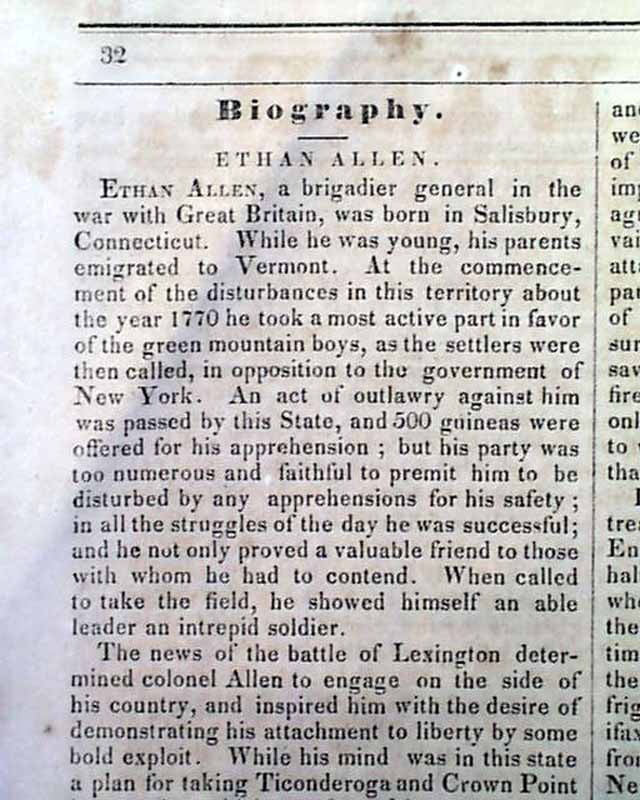 32
Biography.
ETHAN ALLEN.
ETHAN ALLEN, a brigadier general in the
war with Great Britain, was born in Salisbury,
Connecticut. While he was young, his parents
emigrated to Vermont. At the commence-
ment of the disturbances in this territory about
the year 1770 he took a most active part in favor
of the green mountain boys, as the settlers were
then called, in opposition to the government of
New York. An act of outlawry against him
was passed by this State, and 500 guineas were
offered for his apprehension ; but his party was
too numerous and faithful to premit him to be
disturbed by any apprehensions for his safety ;
in all the struggles of the day he was successful;
and he not only proved a valuable friend to those
with whom he had to contend. When called
to take the field, he showed himself an able
leader an intrepid soldier.
The news of the battle of Lexington deter-
mined colonel Allen to engage on the side of
his country, and inspired him with the desire of
demonstrating his attachment to liberty by some
bold exploit. While his mind was in this state
a plan for taking Ticonderoga and Crown Point